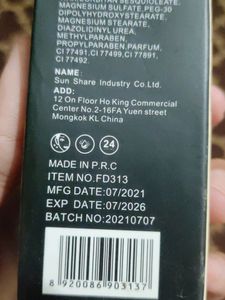 MAGNESIUM SULFATE,PEG-30
DIPOLYHYDROXYSTEARATE,
MAGNESIUM STEARATE,
DIAZOLIDINYL UREA,
METHYLPARABEN,
PROPYLPARABEN,PARFUM,
CI 77491,CI 77499,CI 77891,
CI 77492
NAME:
Sun Share Industry Co.Ltd.
ADD:
12 On Floor Ho King Commercial
Center No.2-16FA Yuen street
Mongkok KL China
24
MADE IN P.R.C
ITEM NO.FD313
MFG DATE:07/2021
EXP DATE:07/2026
BATCH NO:20210707
8 920086 903137